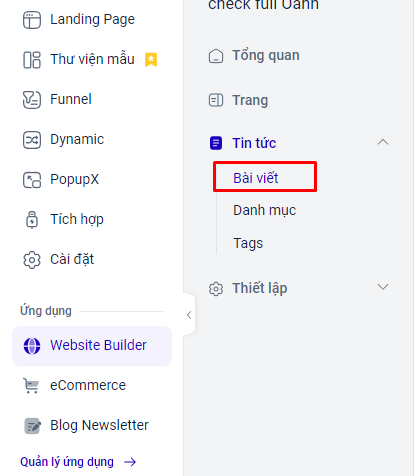 Landing Page
Thư viện mẫu
Funnel
Dynamic
PopupX
Tích hợp
Cài đặt
Ứng dụng
Website Builder
eCommerce
Blog Newsletter
Quản lý ứng dụng
check full Oanh
Tổng quan
Trang
Tin tức
Bài viết
Danh mục
Tags
Thiết lập